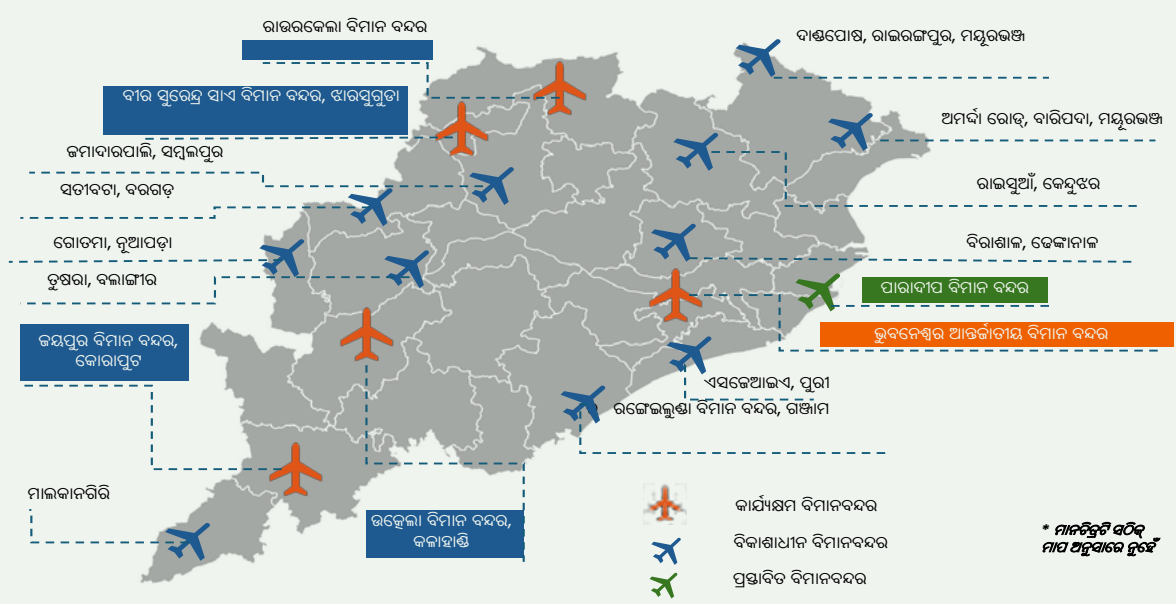 ରାଉରକେଲା ବିମାନ ବନ୍ଦର
ଦାଣ୍ଡପୋଷ, ରାଇରଙ୍ଗପୁର, ମୟୂରଭଞ୍ଜ
ବୀର ସୁରେନ୍ଦ୍ର ସାଏ ବିମାନ ବନ୍ଦର, ଝାରସୁଗୁଡା
ଅମର୍ଦ୍ଦା ରୋଡ୍, ବାରିପଦା, ମୟୂରଭଞ୍ଜ
ଜମାଦାରପାଲି, ସମ୍ବଲପୁର
ସତୀବଟା, ବରଗଡ଼
ରାଇସୁଆଁ, କେନ୍ଦୁଝର
ଗୋତମା, ନୂଆପଡ଼ା
ବିରାଶାଳ, ଢେଙ୍କାନାଳ
ତୁଷରା, ବଲାଙ୍ଗୀର
ପାରାଦୀପ ବିମାନ ବନ୍ଦର
ଭୁବନେଶ୍ୱର ଆନ୍ତର୍ଜାତୀୟ ବିମାନ ବନ୍ଦର
ଜୟପୁର ବିମାନ ବନ୍ଦର,
କୋରାପୁଟ
ଏସଜେଆଇଏ, ପୁରୀ
ରଙ୍ଗେଇଲୁଣ୍ଡା ବିମାନ ବନ୍ଦର, ଗଞ୍ଜାମ
ମାଲକାନଗିରି
ଉତ୍କେଲା ବିମାନ ବନ୍ଦର,
କଳାହାଣ୍ଡି
କାର୍ଯ୍ୟକ୍ଷମ ବିମାନବନ୍ଦର
ବିକାଶାଧୀନ ବିମାନବନ୍ଦର
ପ୍ରସ୍ତାବିତ ବିମାନବନ୍ଦର
* ମାନଚିତ୍ରଟି ସଠିକ୍
ମାପ ଅନୁସାରେ ନୁହେଁ